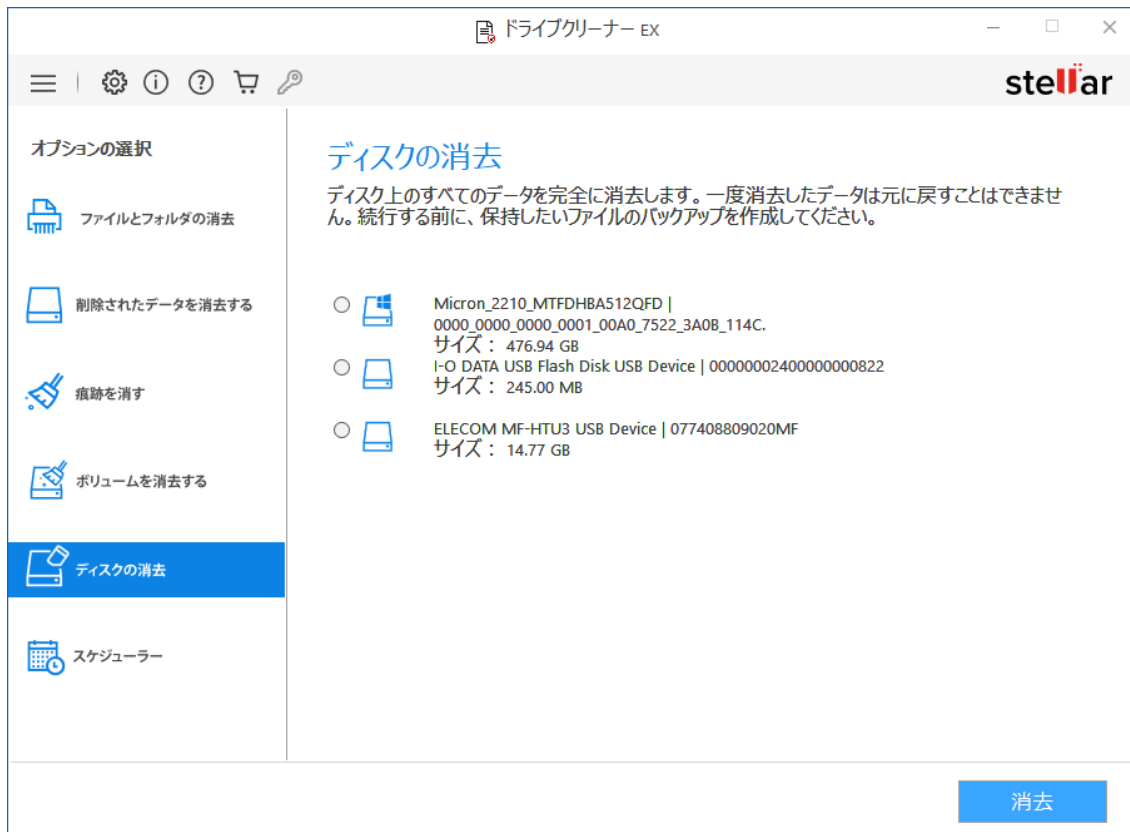 ドライブクリーナー EX
stellar
オプションの選択
ファイルとフォルダの消去
削除されたデータを消去する
痕跡を消す
ボリュームを消去する
ディスクの消去
スケジューラー
ディスクの消去
ディスク上のすべてのデータを完全に消去します。一度消去したデータは元に戻すことはできませ
ん。続行する前に、保持したいファイルのバックアップを作成してください。
Micron_2210_MTFDHBA512QFD |
0000_0000_0000_0001_00A0_7522_3A0B_114C.
サイズ： 476.94 GB
I-O DATA USB Flash Disk USB Device | 00000002400000000822
サイズ： 245.00 MB
ELECOM MF-HTU3 USB Device | 077408809020MF
サイズ： 14.77 GB
消去